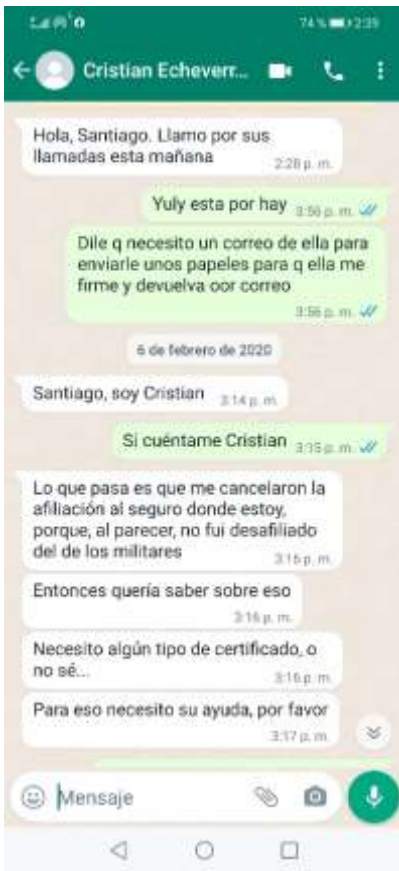 74 % 2:39
Cristian Echeverr...
Hola, Santiago. Llamo por sus
llamadas esta mañana
2:28 p. m.
Yuly esta por hay 3:56 p. m.
Dile q necesito un correo de ella para
enviarle unos papeles para q ella me
firme y devuelva oor correo
3:56 p. m.
6 de febrero de 2020
Santiago, soy Cristian 3:14 p. m.
Si cuéntame Cristian 3:15 p. m.
Lo que pasa es que me cancelaron la
afiliación al seguro donde estoy,
porque, al parecer, no fui desafiliado
del de los militares 3:16 p. m.
Entonces quería saber sobre eso
3:16 p. m.
Necesito algún tipo de certificado, o
no sé... 3:16 p. m.
Para eso necesito su ayuda, por favor
3:17 p. m.
Mensaje